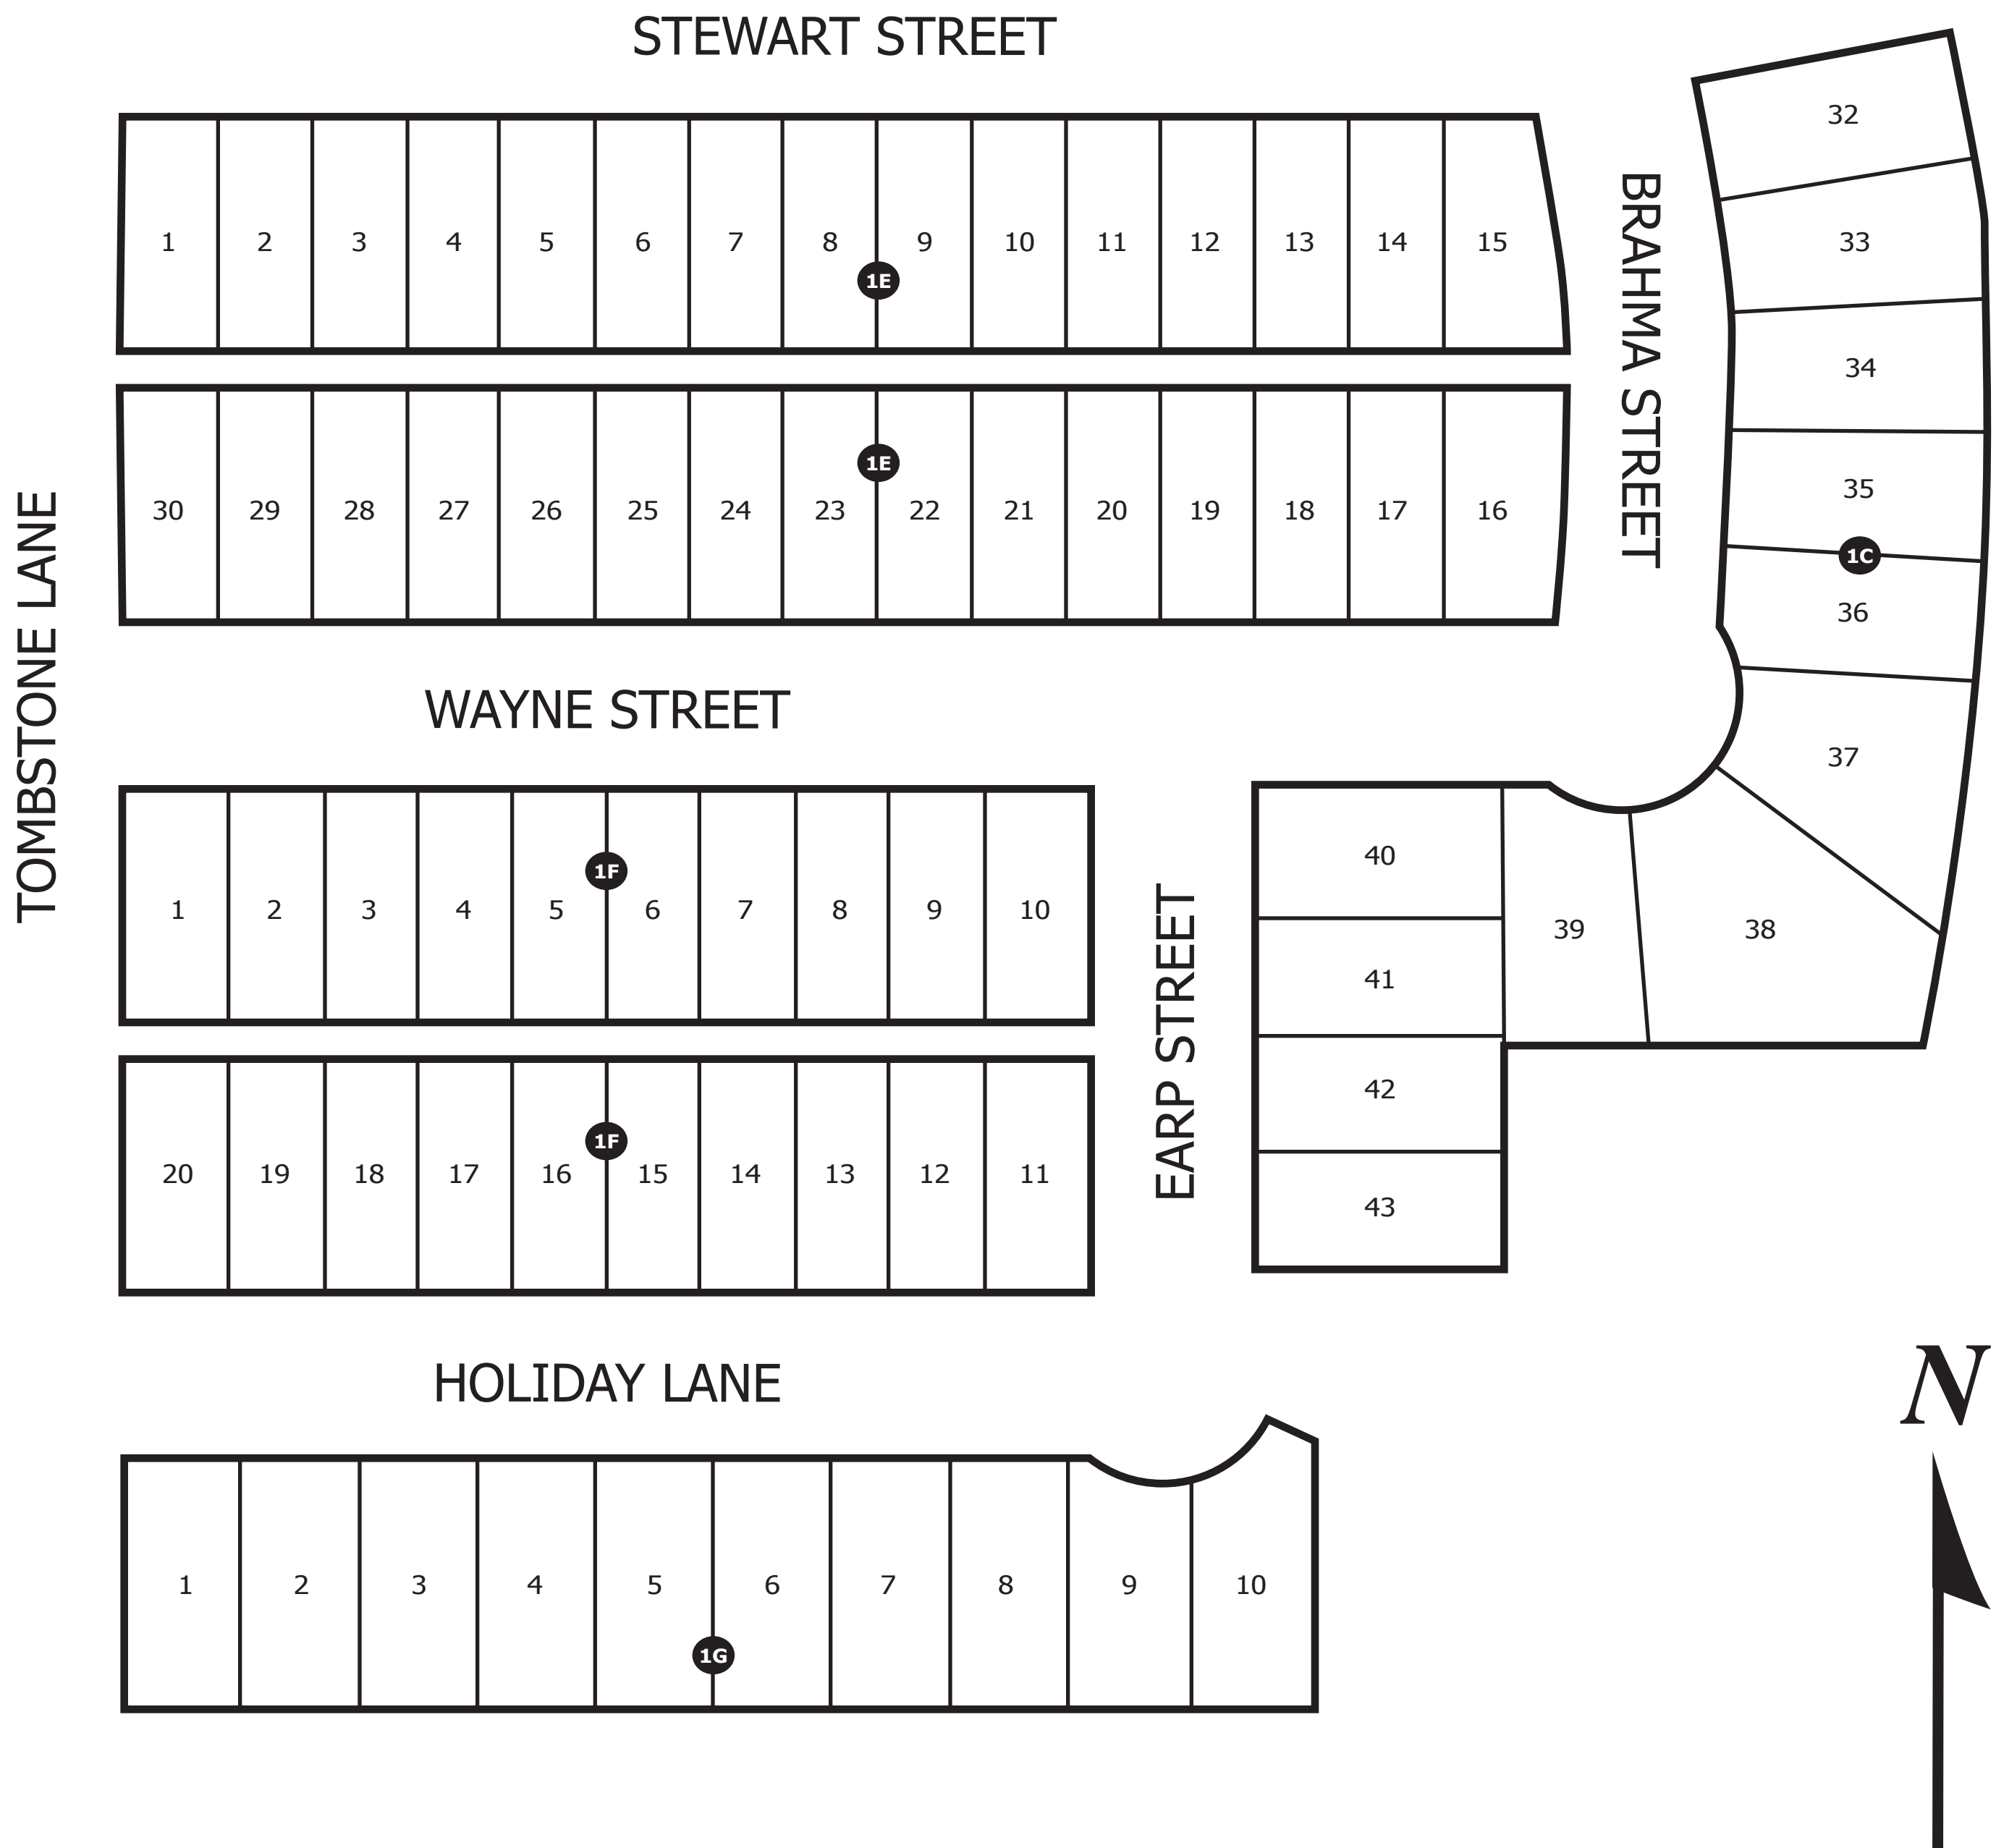 STEWART STREET
32
1 2 3 4 5 6 7 8 9 10 11 12 13 14 15
1E
BRAHMA STREET
33
34
30 29 28 27 26 25 24 23 22 21 20 19 18 17 16
1E
35
1C
36
TOMBSTONE LANE
WAYNE STREET
37
1 2 3 4 5 6 7 8 9 10
1F
40
39 38
41
EARP STREET
42
20 19 18 17 16 15 14 13 12 11
1F
43
HOLIDAY LANE
N
1 2 3 4 5 6 7 8 9 10
1G